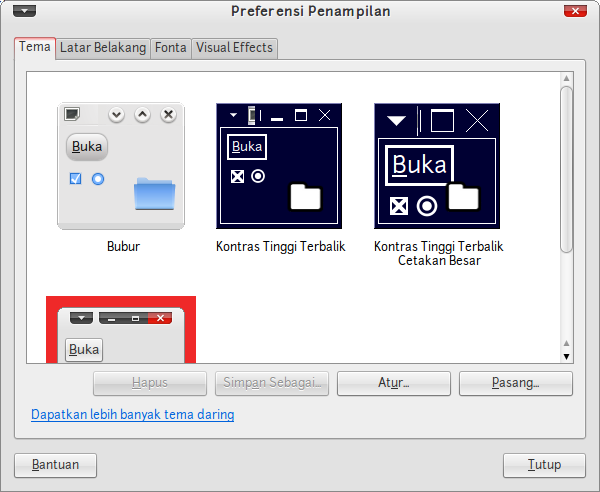 Preferensi Penampilan
Tema
Latar Belakang
Fonta
Visual Effects
Buka
Buka
Buka
Bubur
Kontras Tinggi Terbalik
Kontras Tinggi Terbalik
Cetakan Besar
Buka
Hapus
Simpan Sebagai...
Atur...
Pasang...
Dapatkan lebih banyak tema daring
Bantuan
Tutup